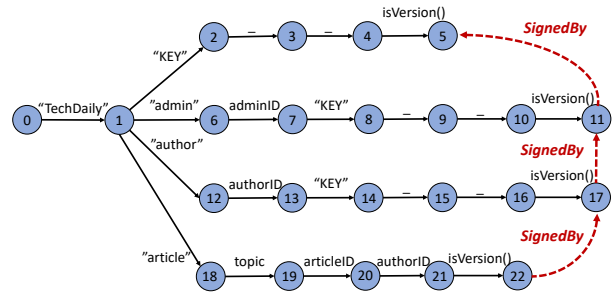 isVersion()
"KEY" 2 _ 3 _ 4 5 SignedBy
"TechDaily" "admin" adminID "KEY" _ _ isVersion()
0 1 6 7 8 9 10 11
"author" SignedBy
authorID "KEY" _ _ isVersion()
12 13 14 15 16 17
"article" topic articleID authorID isVersion() SignedBy
18 19 20 21 22